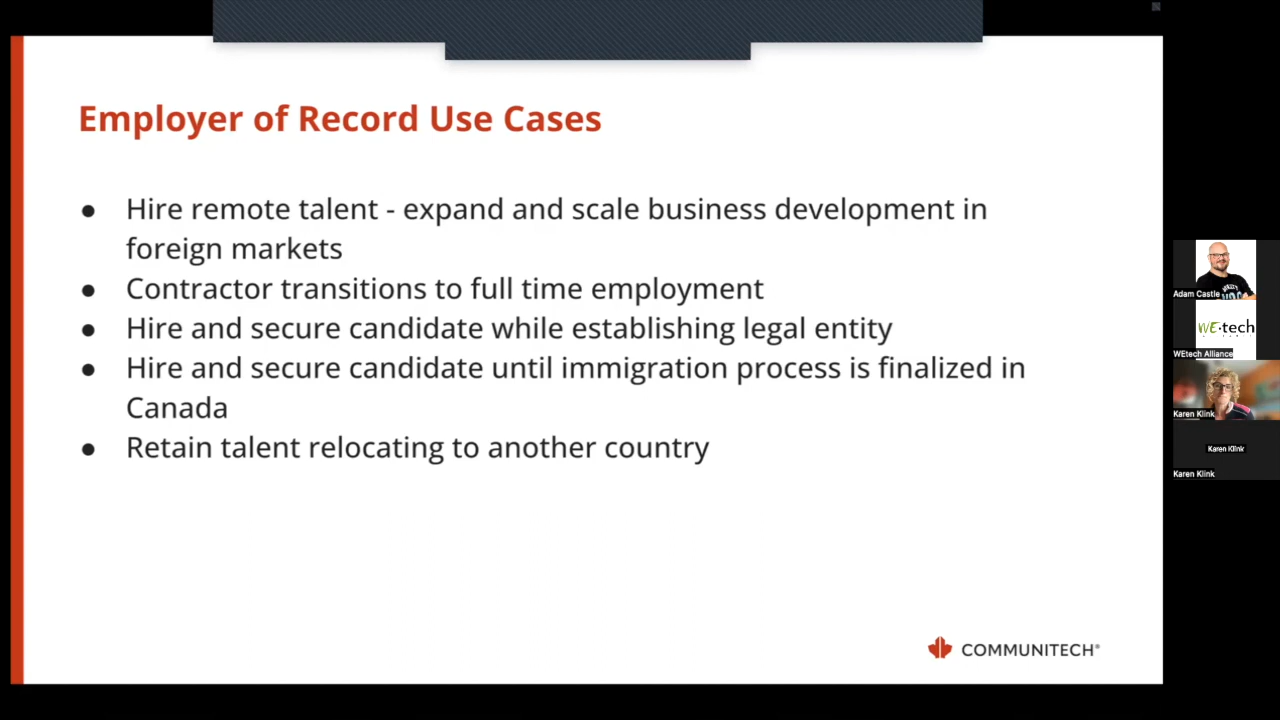 Employer of Record Use Cases
● Hire remote talent - expand and scale business development in
foreign markets
● Contractor transitions to full time employment
● Hire and secure candidate while establishing legal entity
● Hire and secure candidate until immigration process is finalized in
Canada
● Retain talent relocating to another country
COMMUNITECH®
Adam Castle
WE·tech
WEtech Alliance
Karen Klink
Karen Klink
Karen Klink